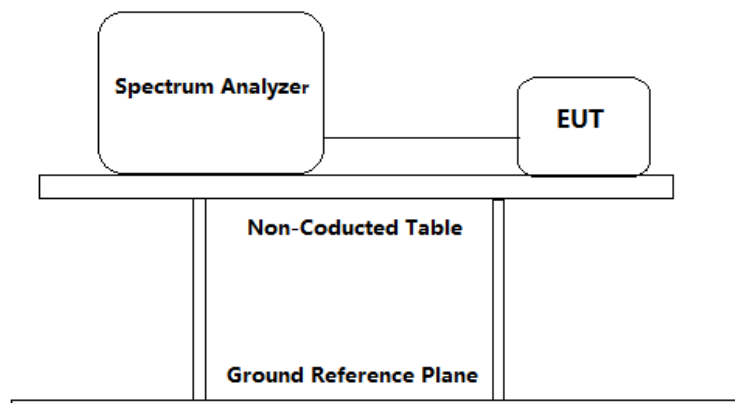 Spectrum Analyzer
EUT
Non-Coducted Table
Ground Reference Plane